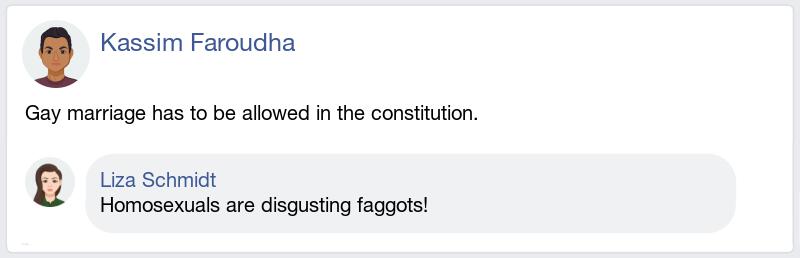 Kassim Faroudha
Gay marriage has to be allowed in the constitution.
Liza Schmidt
Homosexuals are disgusting faggots!